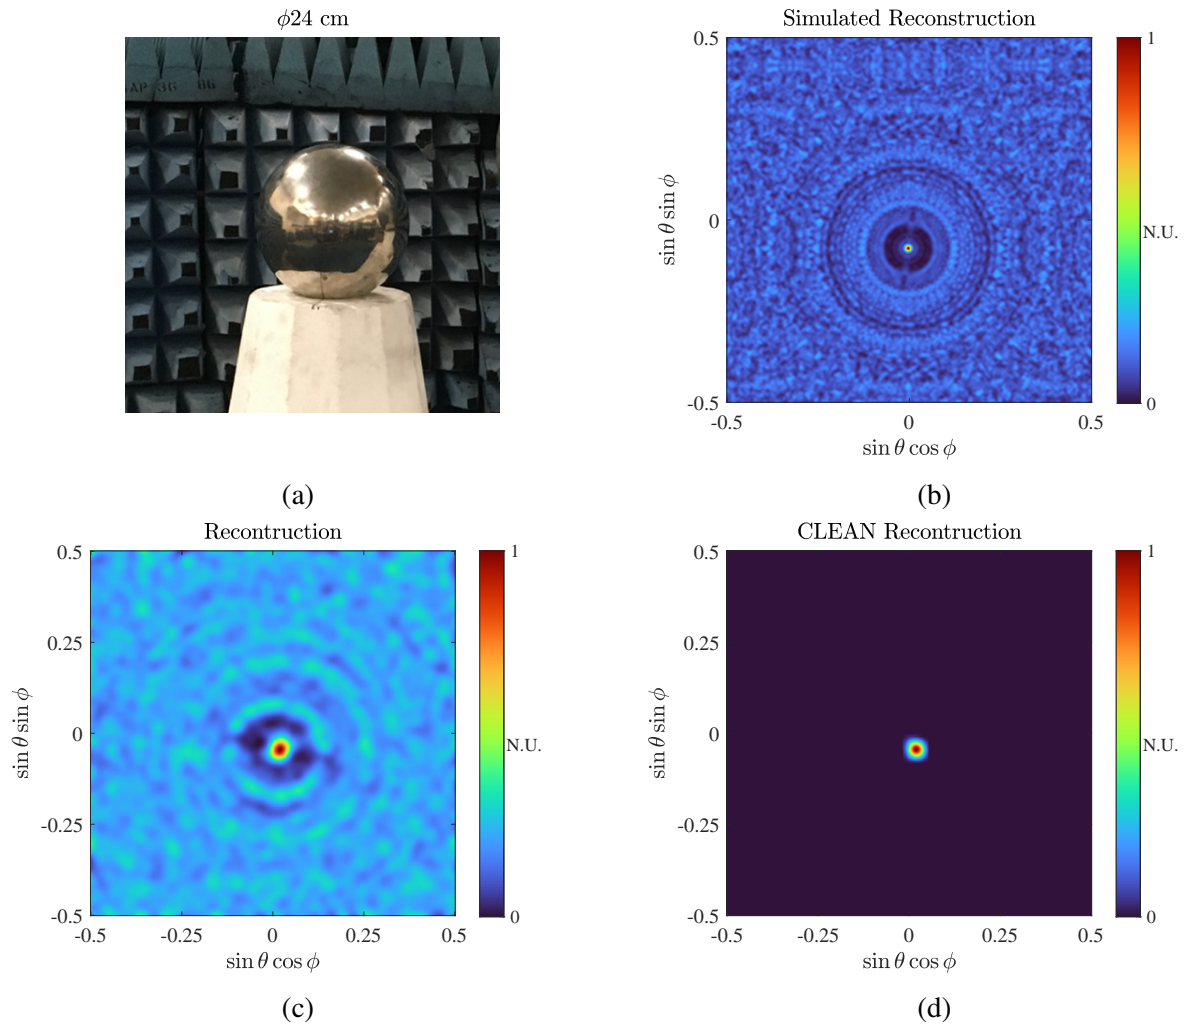 ϕ24 cm
AP 3G 86
(a)
Simulated Reconstruction
0.5
0
-0.5
-0.5
0
0.5
sin θ sin ϕ
sin θ cos ϕ
1
N.U.
0
(b)
Recontruction
0.5
0.25
0
-0.25
-0.5
-0.5
-0.25
0
0.25
0.5
sin θ sin ϕ
sin θ cos ϕ
1
N.U.
0
(c)
CLEAN Recontruction
0.5
0.25
0
-0.25
-0.5
-0.5
0
0.25
0.5
sin θ sin ϕ
sin θ cos ϕ
1
N.U.
0
(d)